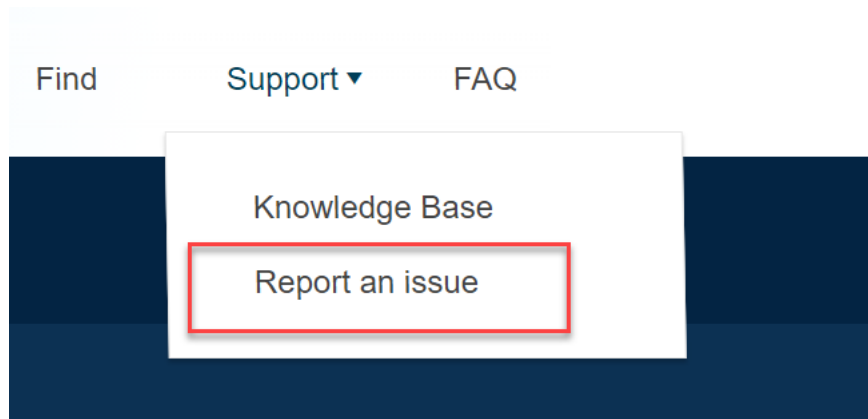 Find Support ▾ FAQ
Knowledge Base
Report an issue